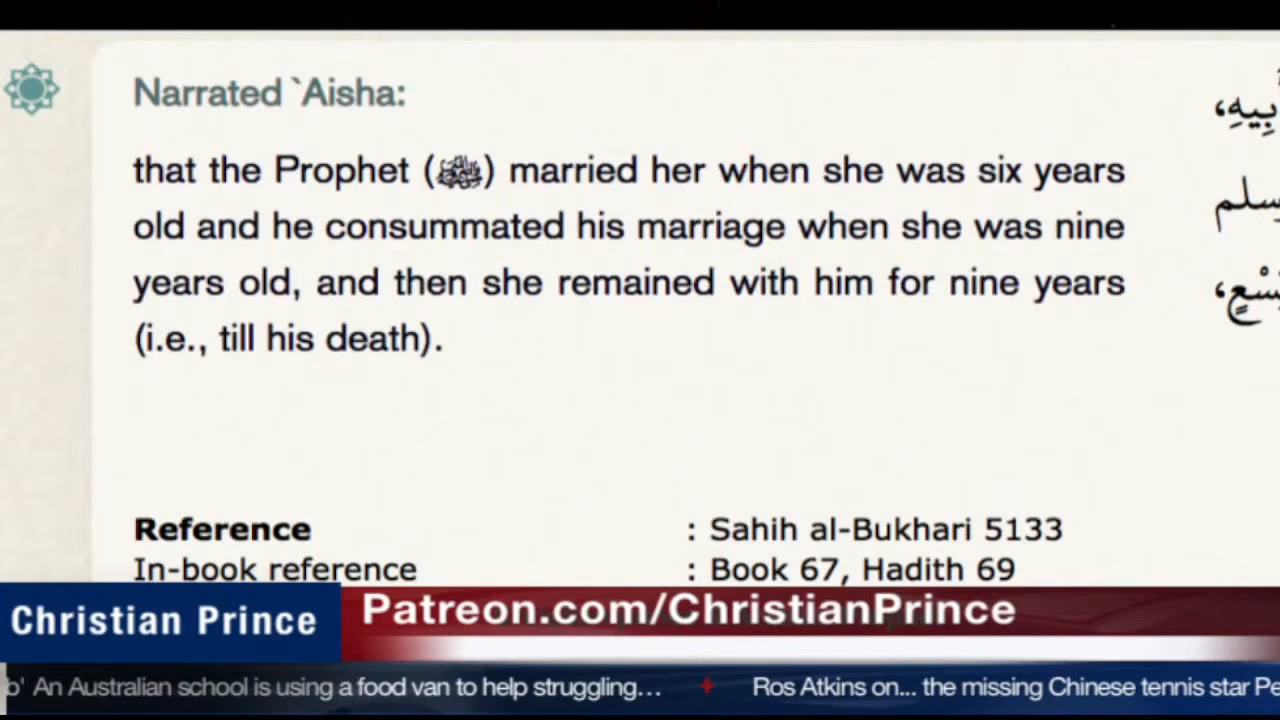 Narrated `Aisha:
that the Prophet (ﷺ) married her when she was six years
old and he consummated his marriage when she was nine
years old, and then she remained with him for nine years
(i.e., till his death).
Reference : Sahih al-Bukhari 5133
In-book reference : Book 67, Hadith 69
Christian Prince
Patreon.com/ChristianPrince
b' An Australian school is using a food van to help struggling… Ros Atkins on... the missing Chinese tennis star Pe